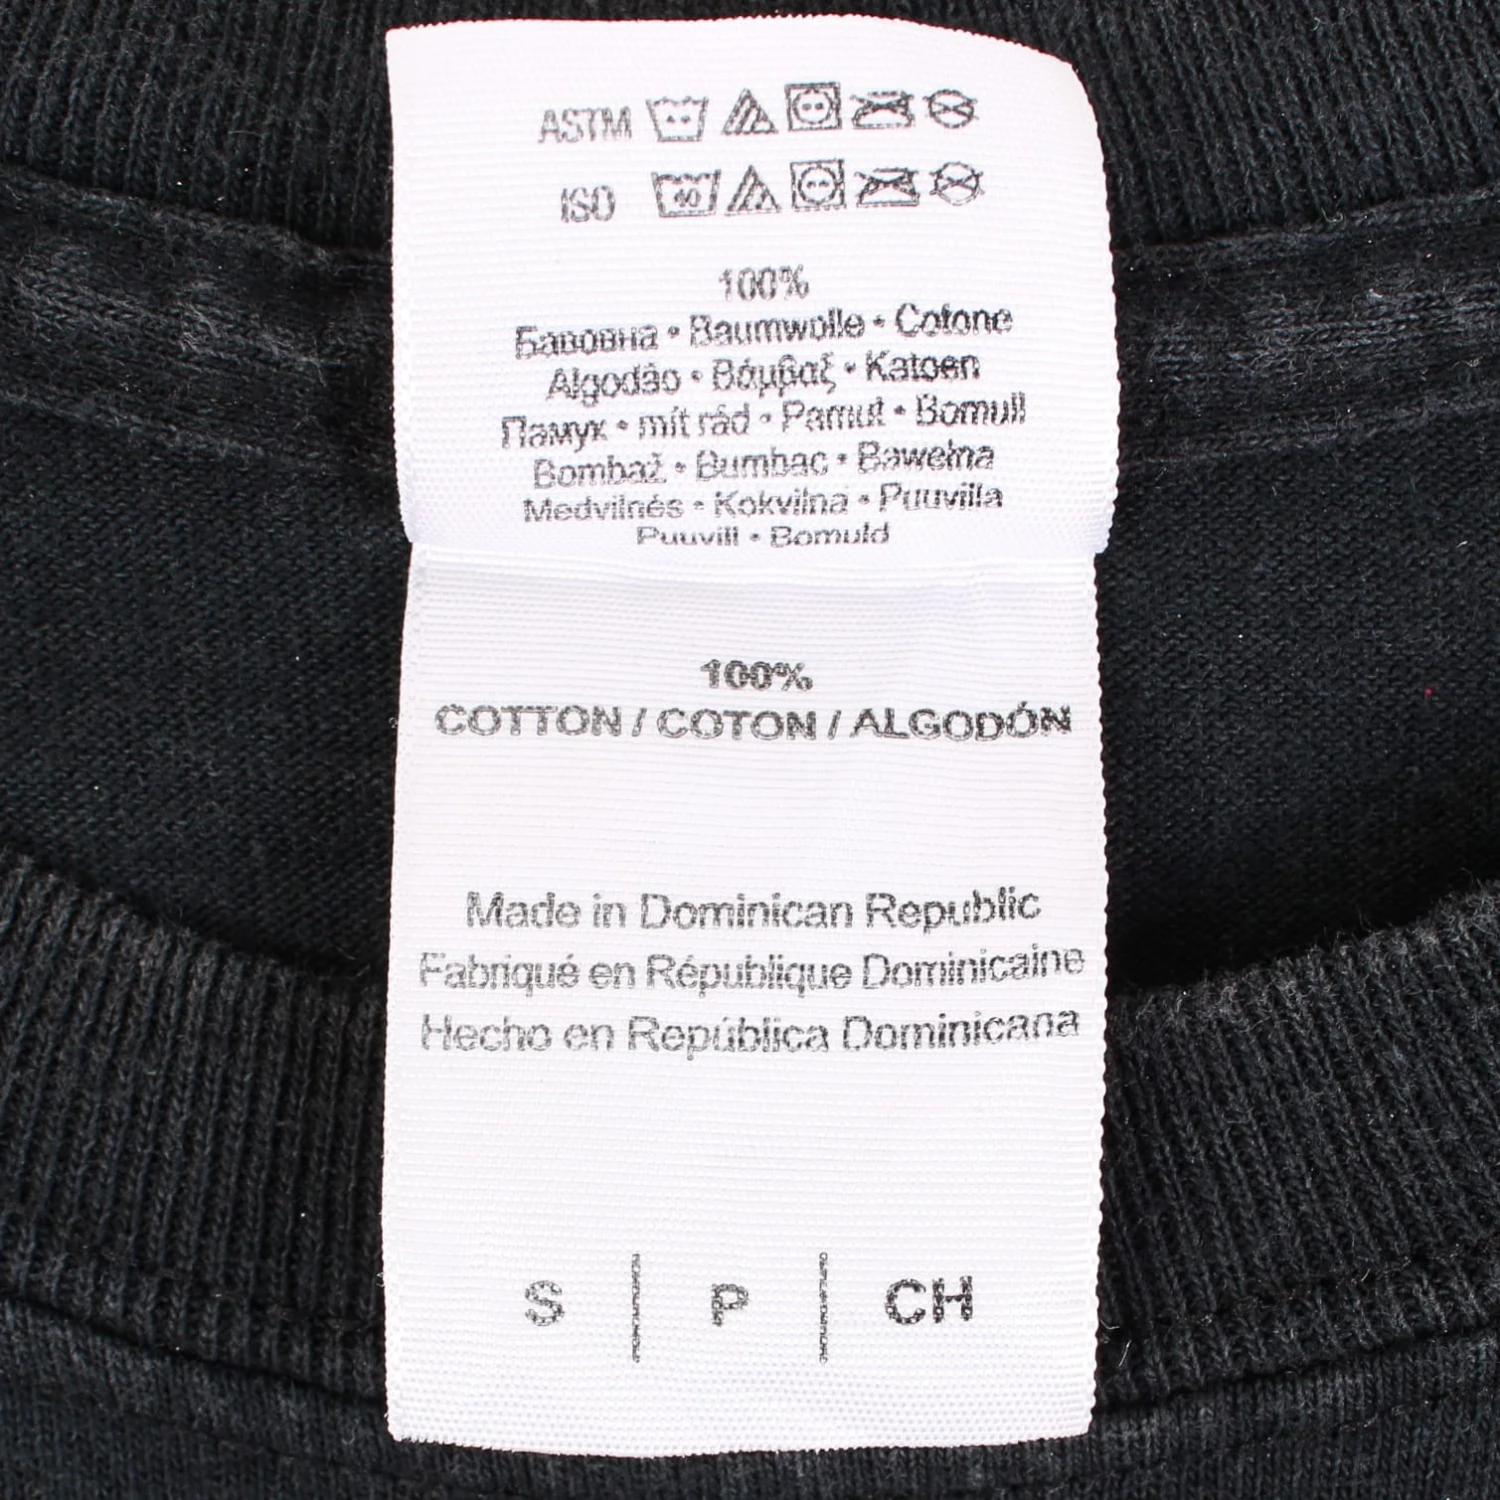 ASTM
ISO 40
100%
Бавовна • Baumwolle • Cotone
Algodão • Βάμβαξ • Katoen
Памук • mít rád • Pamut • Bomull
Bombaž • Bumbac • Bawełna
Medvilnės • Kokvilna • Puuvilla
Puuvill • Bomuld
100%
COTTON / COTON / ALGODÓN
Made in Dominican Republic
Fabriqué en République Dominicaine
Hecho en República Dominicana
S | P | CH